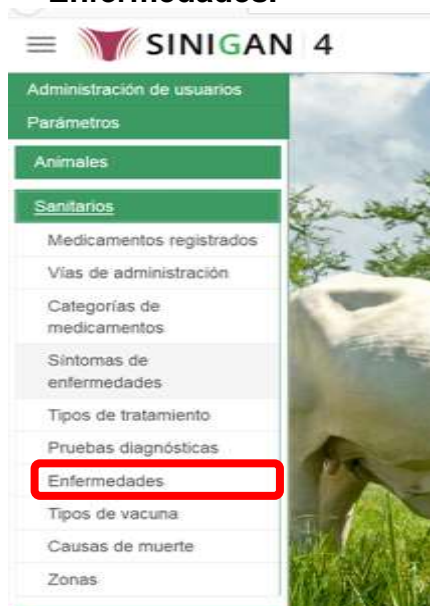 Enfermedades.
SINIGAN 4
Administración de usuarios
Parámetros
Animales
Sanitarios
Medicamentos registrados
Vías de administración
Categorías de
medicamentos
Síntomas de
enfermedades
Tipos de tratamiento
Pruebas diagnósticas
Enfermedades
Tipos de vacuna
Causas de muerte
Zonas